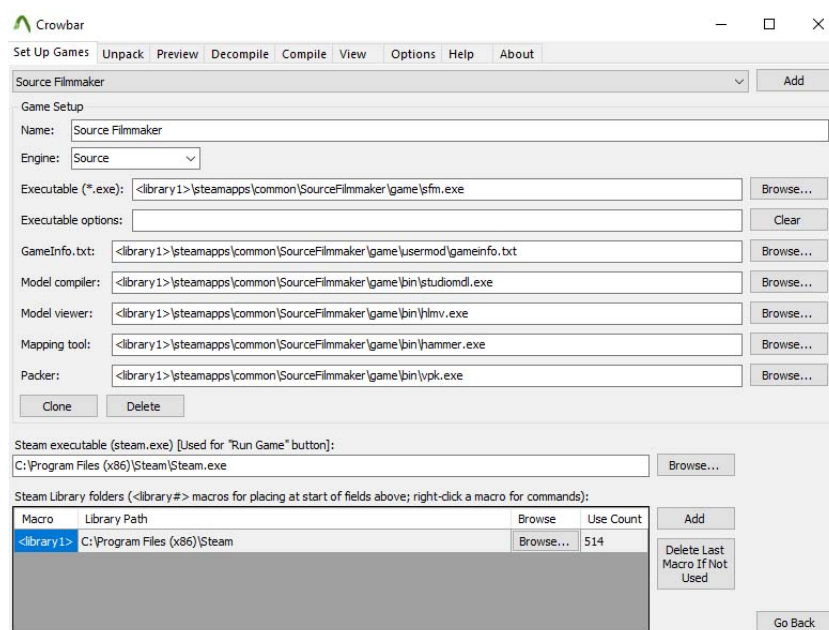 Crowbar
Set Up Games Unpack Preview Decompile Compile View Options Help About
Source Filmmaker Add
Game Setup
Name: Source Filmmaker
Engine: Source
Executable (*.exe): <library1>\steamapps\common\SourceFilmmaker\game\sfm.exe Browse...
Executable options: Clear
GameInfo.txt: <library1>\steamapps\common\SourceFilmmaker\game\usermod\gameinfo.txt Browse...
Model compiler: <library1>\steamapps\common\SourceFilmmaker\game\bin\studiomdl.exe Browse...
Model viewer: <library1>\steamapps\common\SourceFilmmaker\game\bin\hlmv.exe Browse...
Mapping tool: <library1>\steamapps\common\SourceFilmmaker\game\bin\hammer.exe Browse...
Packer: <library1>\steamapps\common\SourceFilmmaker\game\bin\vpk.exe Browse...
Clone Delete
Steam executable (steam.exe) [Used for "Run Game" button]:
C:\Program Files (x86)\Steam\Steam.exe Browse...
Steam Library folders (<library#> macros for placing at start of fields above; right-click a macro for commands):
Macro Library Path Browse Use Count Add
<library1> C:\Program Files (x86)\Steam Browse... 514
Delete Last
Macro If Not
Used
Go Back